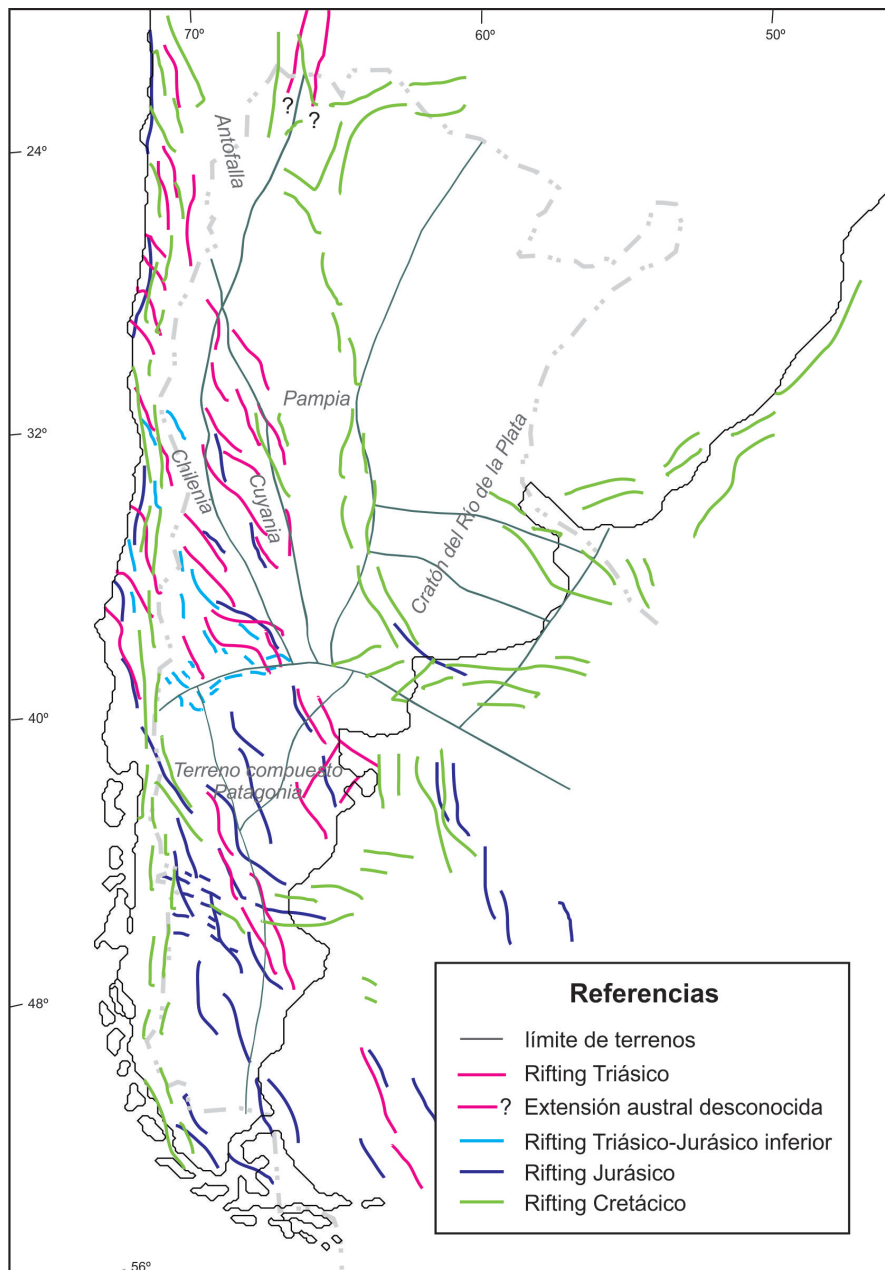 70º
60º
50º
?
?
Antofalla
24º
Pampia
32º
Chilenia
Cuyania
Cratón del Río de la Plata
40º
Terreno compuesto
Patagonia
48º
56º
Referencias
límite de terrenos
Rifting Triásico
? Extensión austral desconocida
Rifting Triásico-Jurásico inferior
Rifting Jurásico
Rifting Cretácico